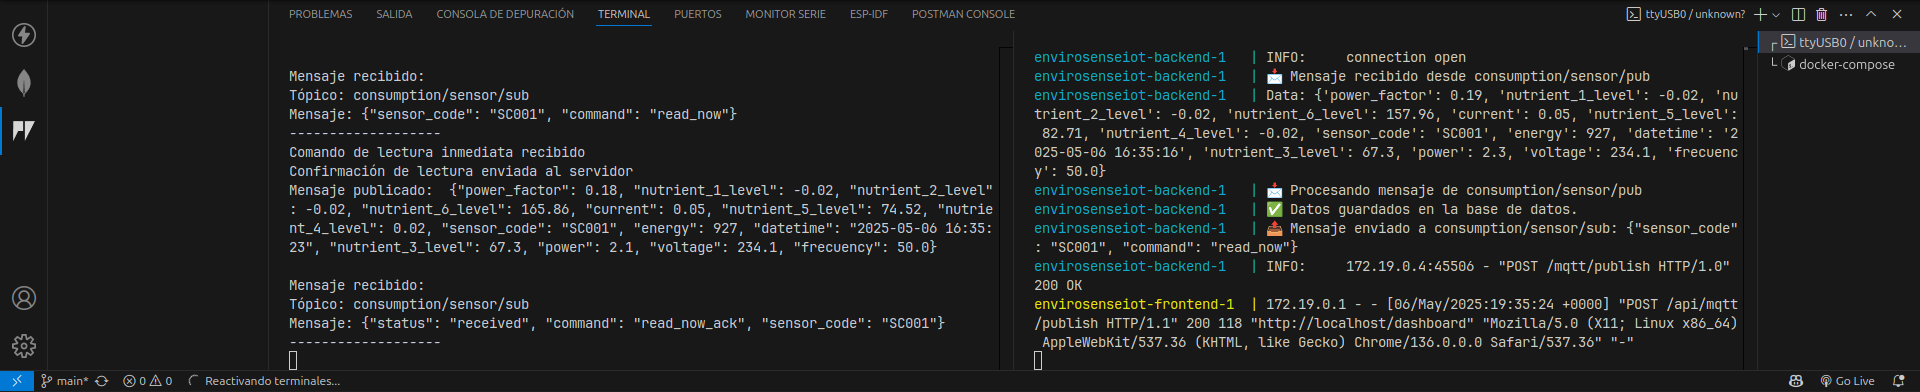 PROBLEMAS SALIDA CONSOLA DE DEPURACIÓN TERMINAL PUERTOS MONITOR SERIE ESP-IDF POSTMAN CONSOLE
ttyUSB0 / unknown?
Mensaje recibido:
Tópico: consumption/sensor/sub
Mensaje: {"sensor_code": "SC001", "command": "read_now"}
-------------------
Comando de lectura inmediata recibido
Confirmación de lectura enviada al servidor
Mensaje publicado:  {"power_factor": 0.18, "nutrient_1_level": -0.02, "nutrient_2_level"
: -0.02, "nutrient_6_level": 165.86, "current": 0.05, "nutrient_5_level": 74.52, "nutrie
nt_4_level": 0.02, "sensor_code": "SC001", "energy": 927, "datetime": "2025-05-06 16:35:
23", "nutrient_3_level": 67.3, "power": 2.1, "voltage": 234.1, "frecuency": 50.0}
Mensaje recibido:
Tópico: consumption/sensor/sub
Mensaje: {"status": "received", "command": "read_now_ack", "sensor_code": "SC001"}
-------------------
envirosenseiot-backend-1   | INFO:     connection open
envirosenseiot-backend-1   | 📩 Mensaje recibido desde consumption/sensor/pub
envirosenseiot-backend-1   | Data: {'power_factor': 0.19, 'nutrient_1_level': -0.02, 'nu
trient_2_level': -0.02, 'nutrient_6_level': 157.96, 'current': 0.05, 'nutrient_5_level':
 82.71, 'nutrient_4_level': -0.02, 'sensor_code': 'SC001', 'energy': 927, 'datetime': '2
025-05-06 16:35:16', 'nutrient_3_level': 67.3, 'power': 2.3, 'voltage': 234.1, 'frecuenc
y': 50.0}
envirosenseiot-backend-1   | 📩 Procesando mensaje de consumption/sensor/pub
envirosenseiot-backend-1   | ✅ Datos guardados en la base de datos.
envirosenseiot-backend-1   | 📤 Mensaje enviado a consumption/sensor/sub: {"sensor_code"
: "SC001", "command": "read_now"}
envirosenseiot-backend-1   | INFO:     172.19.0.4:45506 - "POST /mqtt/publish HTTP/1.0"
200 OK
envirosenseiot-frontend-1  | 172.19.0.1 - - [06/May/2025:19:35:24 +0000] "POST /api/mqtt
/publish HTTP/1.1" 200 118 "http://localhost/dashboard" "Mozilla/5.0 (X11; Linux x86_64)
 AppleWebKit/537.36 (KHTML, like Gecko) Chrome/136.0.0.0 Safari/537.36" "-"
ttyUSB0 / unkno...
docker-compose
main* 0 0 Reactivando terminales... Go Live